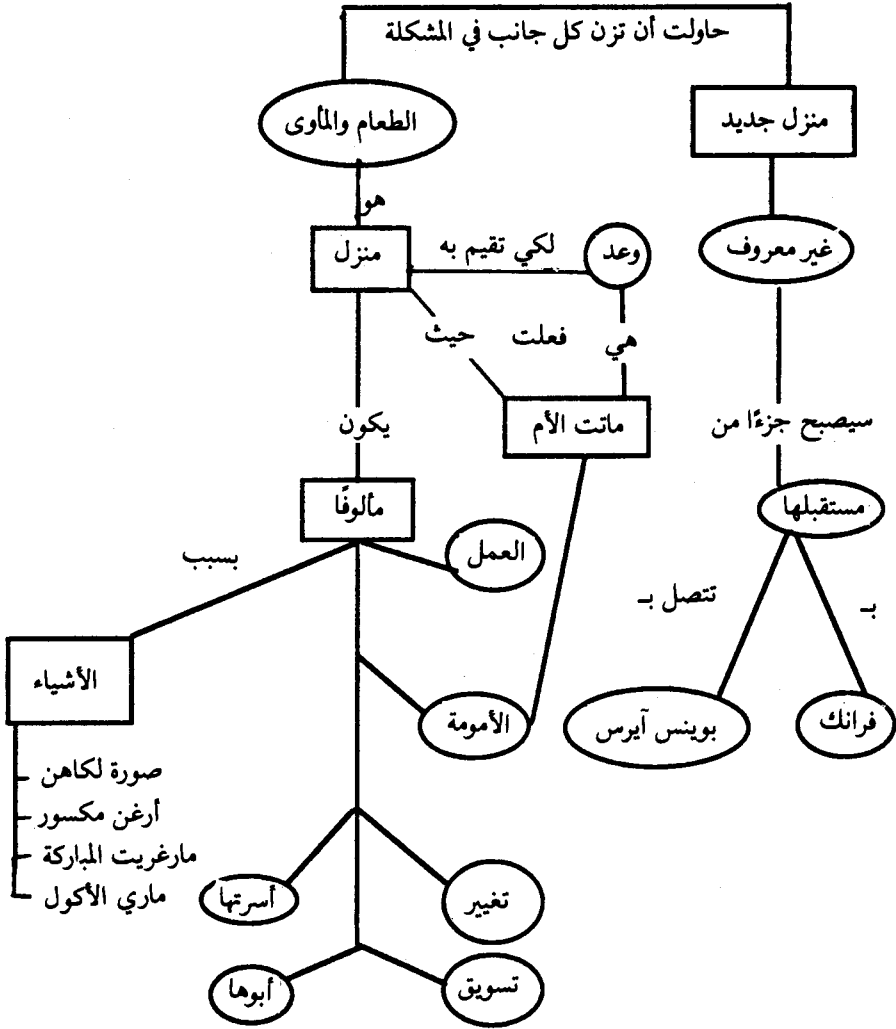 حاولت أن تزن كل جانب في المشكلة
منزل جديد
الطعام والمأوى
هو
غير معروف
وعد
لكي تقيم به
منزل
هي
فعلت
حيث
سيصبح جزءًا من
ماتت الأم
يكون
مستقبلها
مألوفًا
العمل
بسبب
تتصل بـ
بـ
الأشياء
الأمومة
بوينس آيرس
فرانك
صورة لكاهن
أرغن مكسور
مارغريت المباركة
ماري الأكول
أسرتها
تغيير
أبوها
تسويق